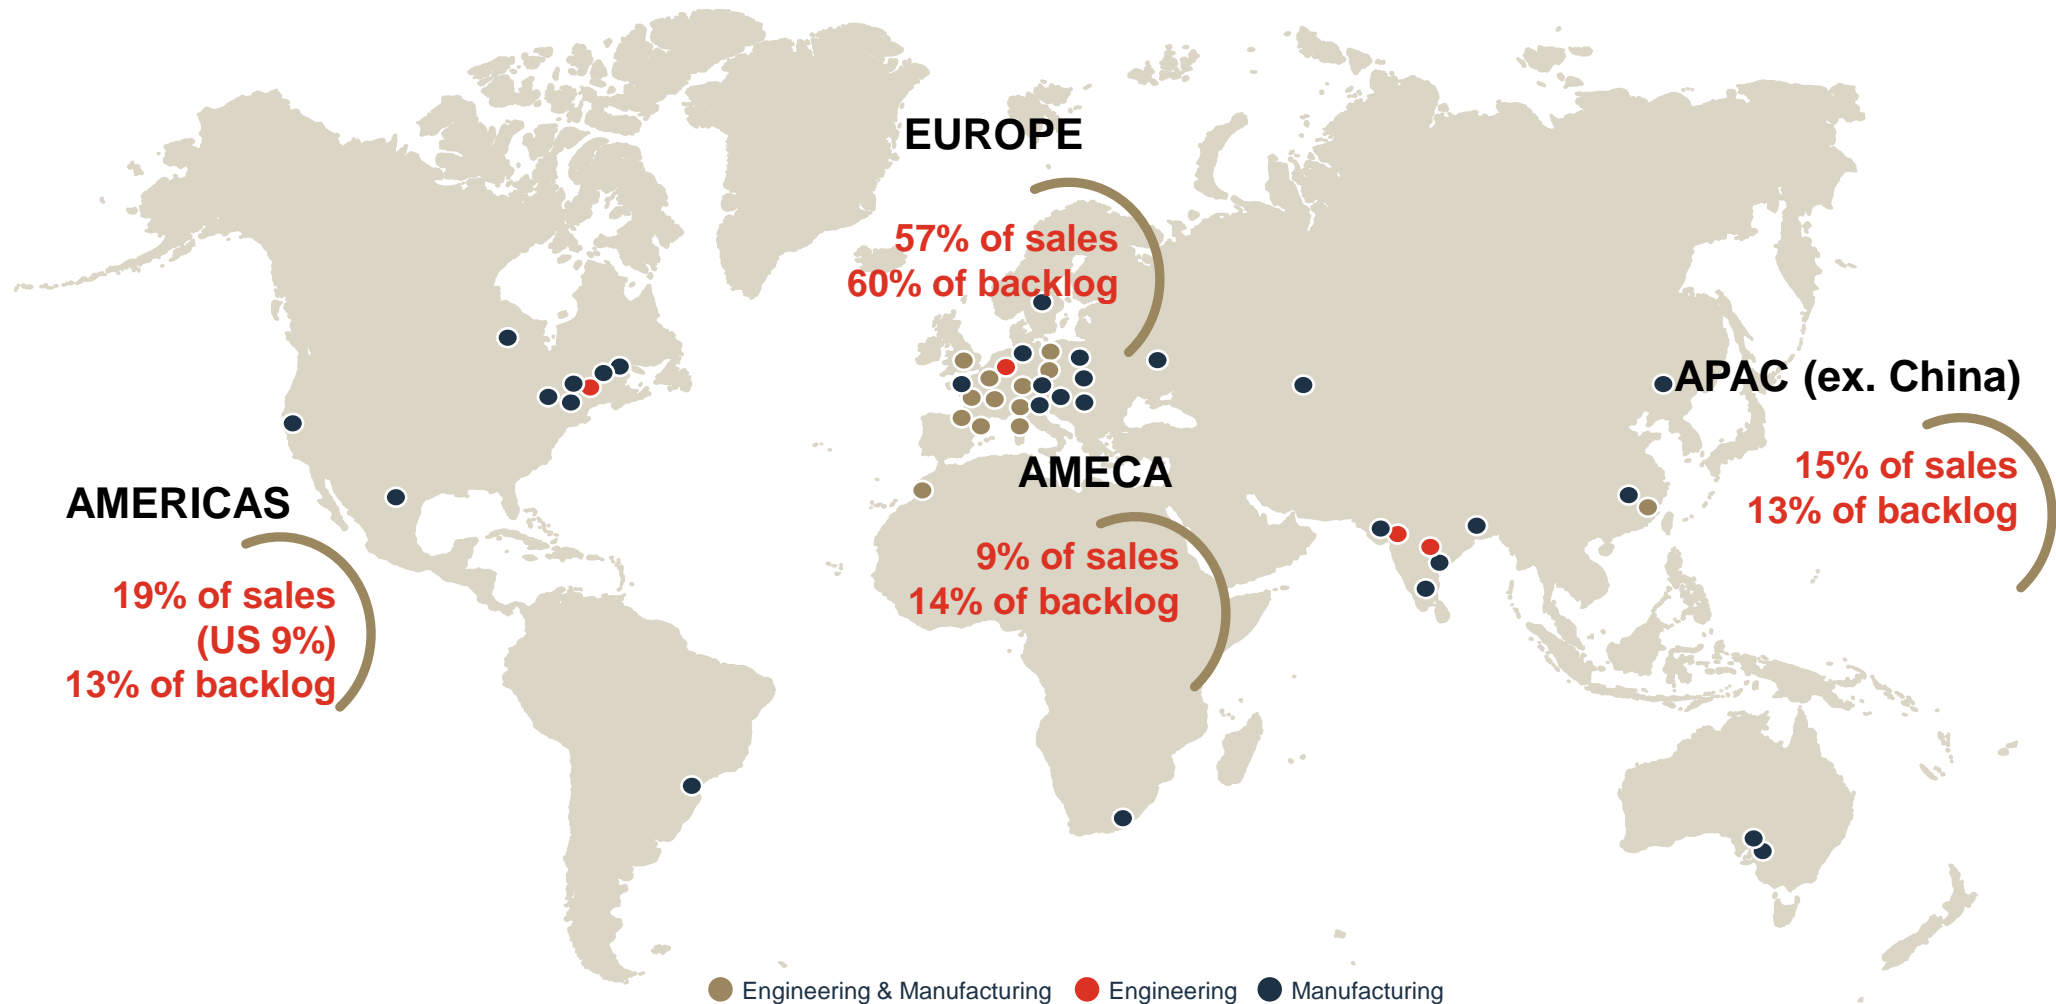 EUROPE
57% of sales
60% of backlog
APAC (ex. China)
15% of sales
13% of backlog
AMECA
9% of sales
14% of backlog
AMERICAS
19% of sales
(US 9%)
13% of backlog
Engineering & Manufacturing Engineering Manufacturing